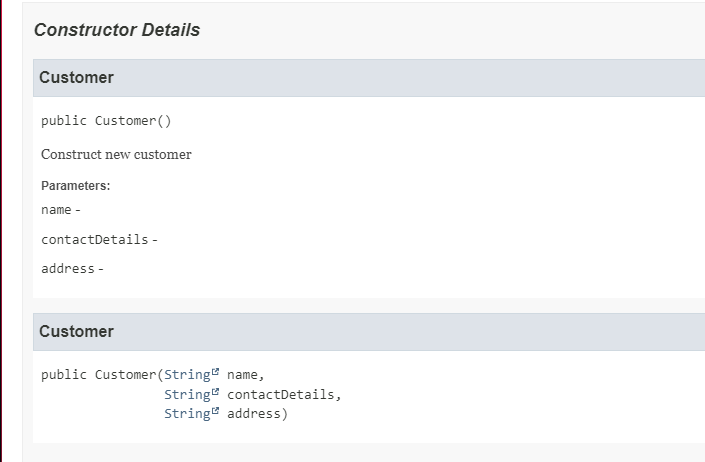 Constructor Details
Customer
public Customer()
Construct new customer
Parameters:
name -
contactDetails -
address -
Customer
public Customer(String name,
String contactDetails,
String address)